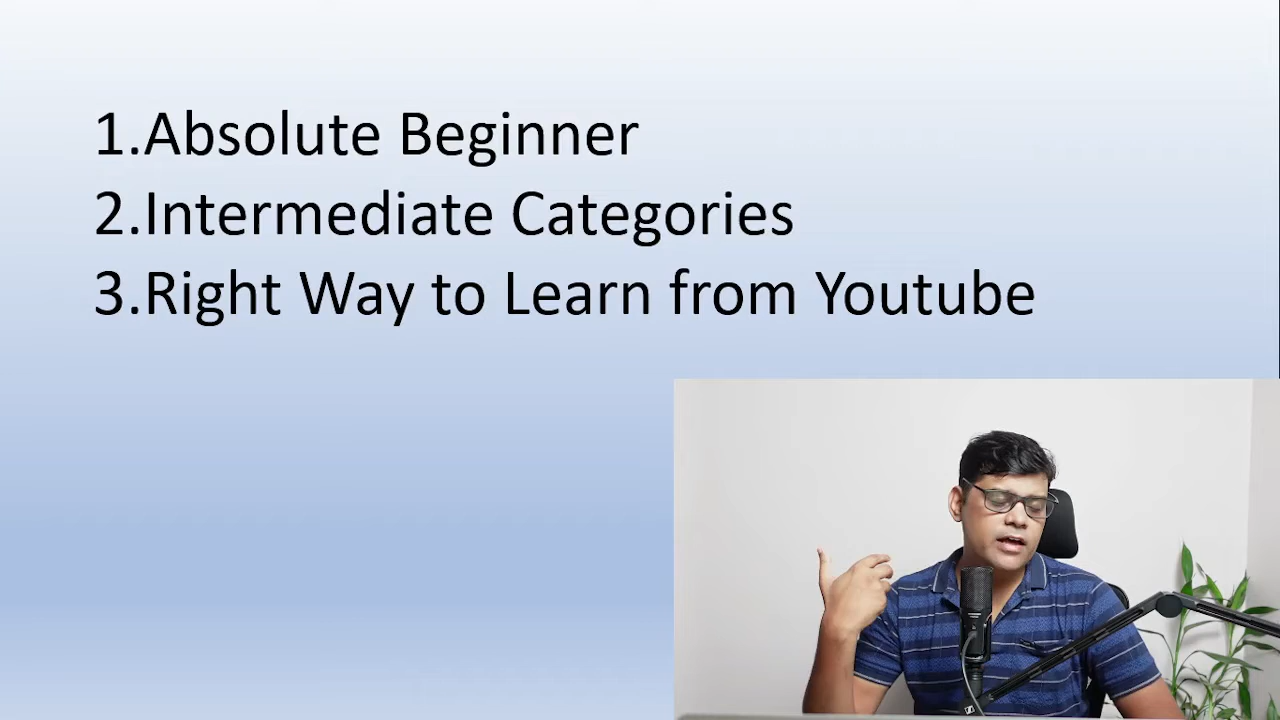 1.Absolute Beginner
2.Intermediate Categories
3.Right Way to Learn from Youtube